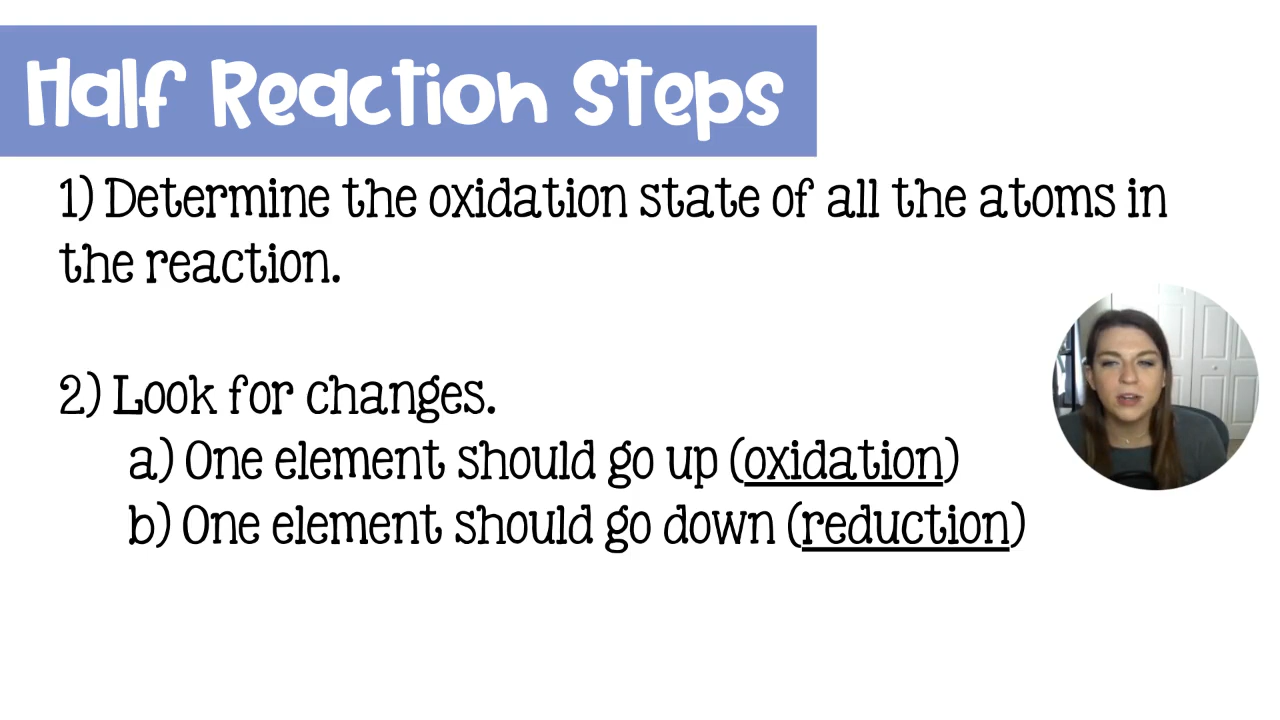 Half Reaction Steps
1) Determine the oxidation state of all the atoms in
the reaction.
2) Look for changes.
a) One element should go up (oxidation)
b) One element should go down (reduction)